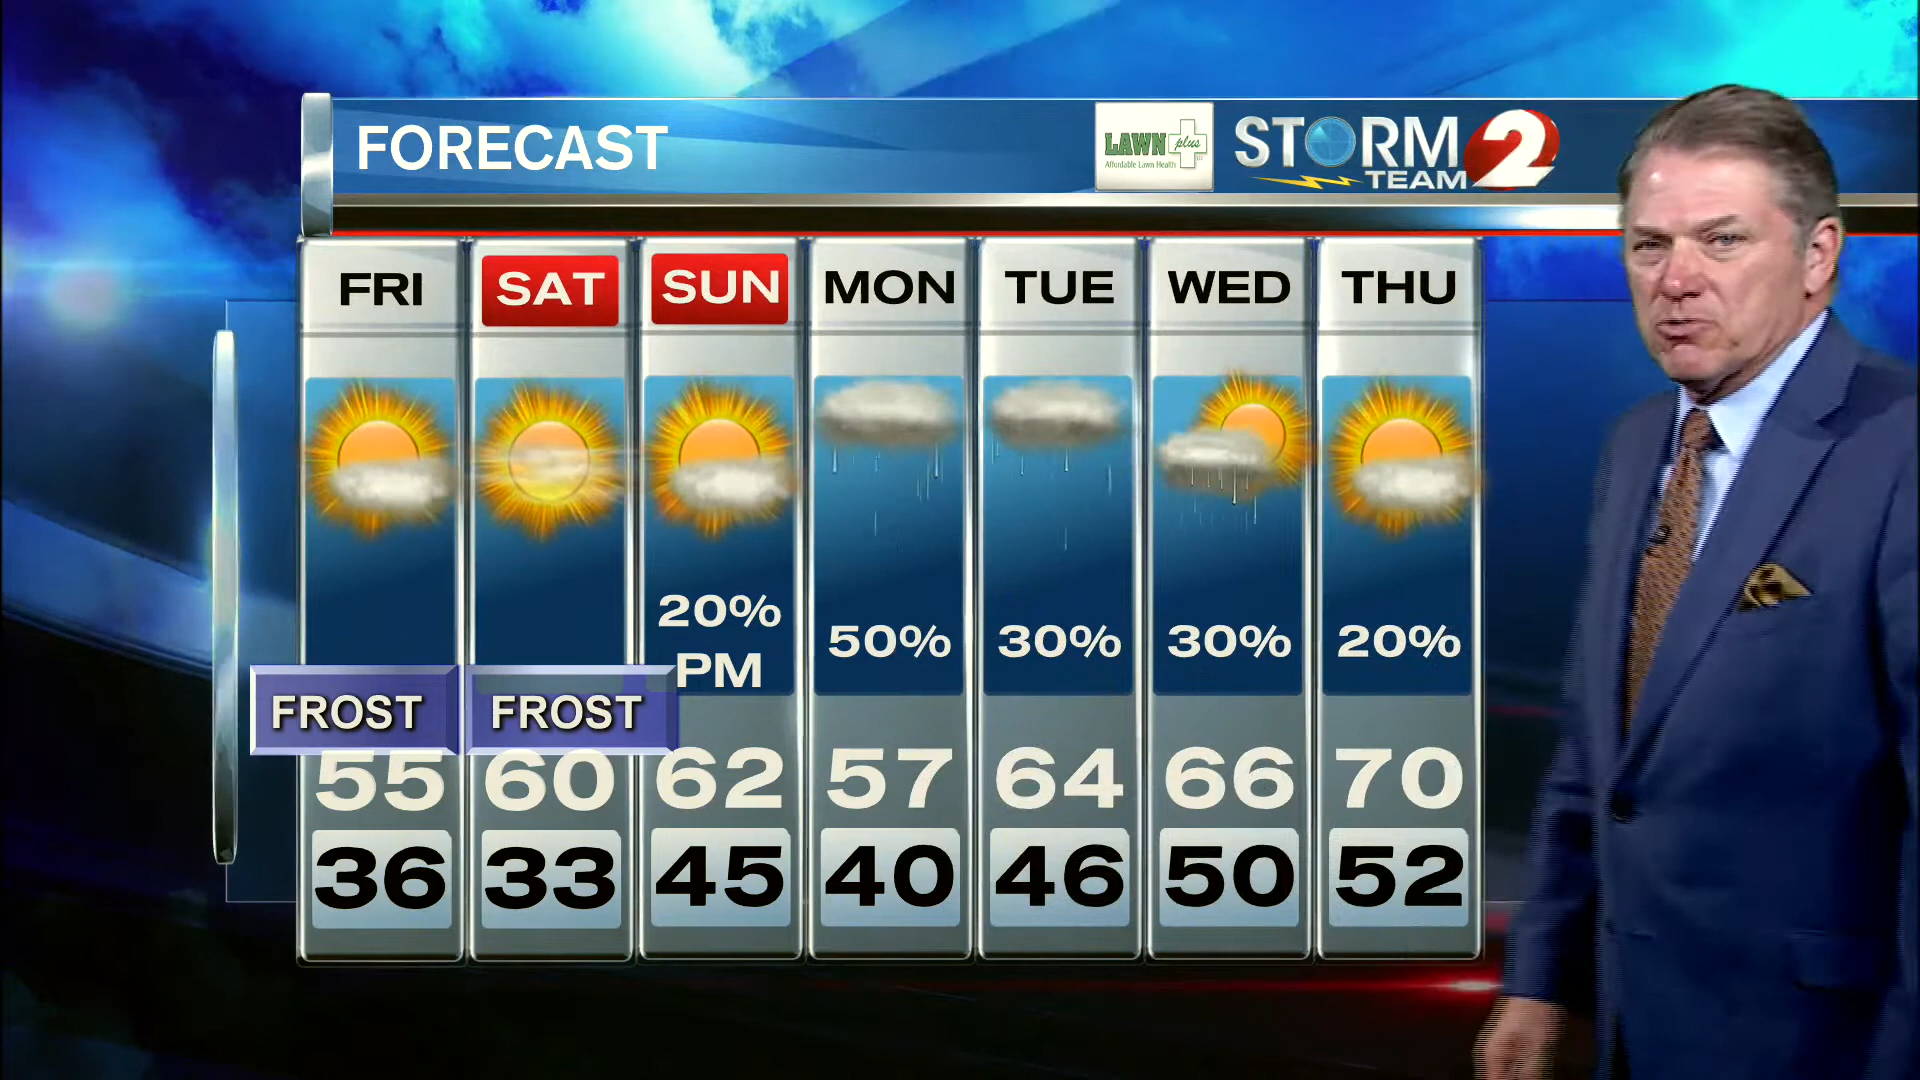 FORECAST
LAWN plus
Affordable Lawn Health
STORM
TEAM 2
FRI SAT SUN MON TUE WED THU
20% 50% 30% 30% 20%
PM
FROST FROST
55 60 62 57 64 66 70
36 33 45 40 46 50 52